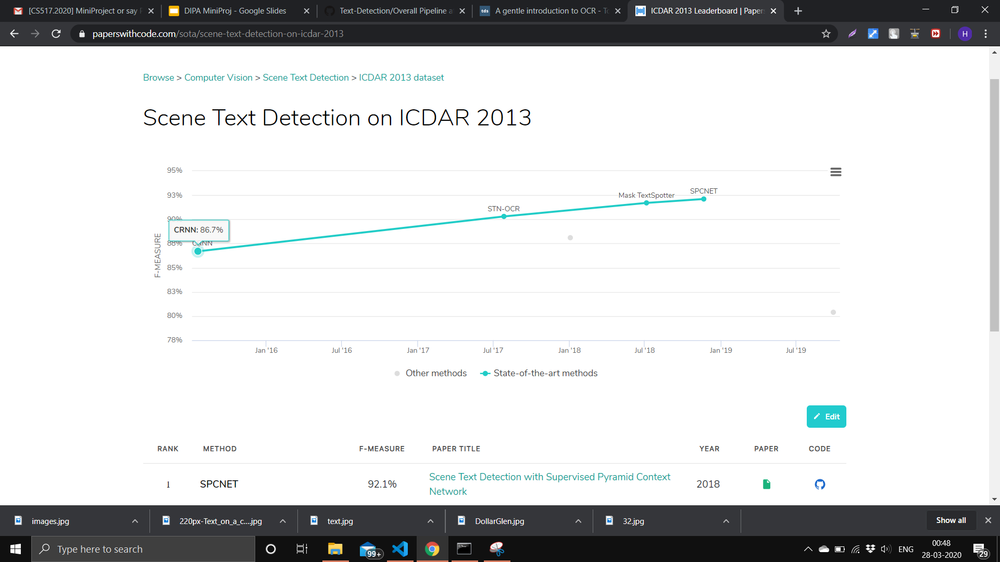 [CS517.2020] MiniProject or say P
DIPA MiniProj - Google Slides
Text-Detection/Overall Pipeline a
tds
A gentle introduction to OCR - To
ICDAR 2013 Leaderboard | Papers
paperswithcode.com/sota/scene-text-detection-on-icdar-2013
H
Browse > Computer Vision > Scene Text Detection > ICDAR 2013 dataset
Scene Text Detection on ICDAR 2013
95%
93%
90%
88%
85%
83%
80%
78%
F-MEASURE
CRNN: 86.7%
CRNN
STN-OCR
Mask TextSpotter
SPCNET
Jan '16
Jul '16
Jan '17
Jul '17
Jan '18
Jul '18
Jan '19
Jul '19
Other methods
State-of-the-art methods
Edit
RANK METHOD F-MEASURE PAPER TITLE YEAR PAPER CODE
1 SPCNET 92.1% Scene Text Detection with Supervised Pyramid Context 2018
Network
images.jpg
220px-Text_on_a_c....jpg
text.jpg
DollarGlen.jpg
32.jpg
Show all
Type here to search
99+
ENG
00:48
28-03-2020
29